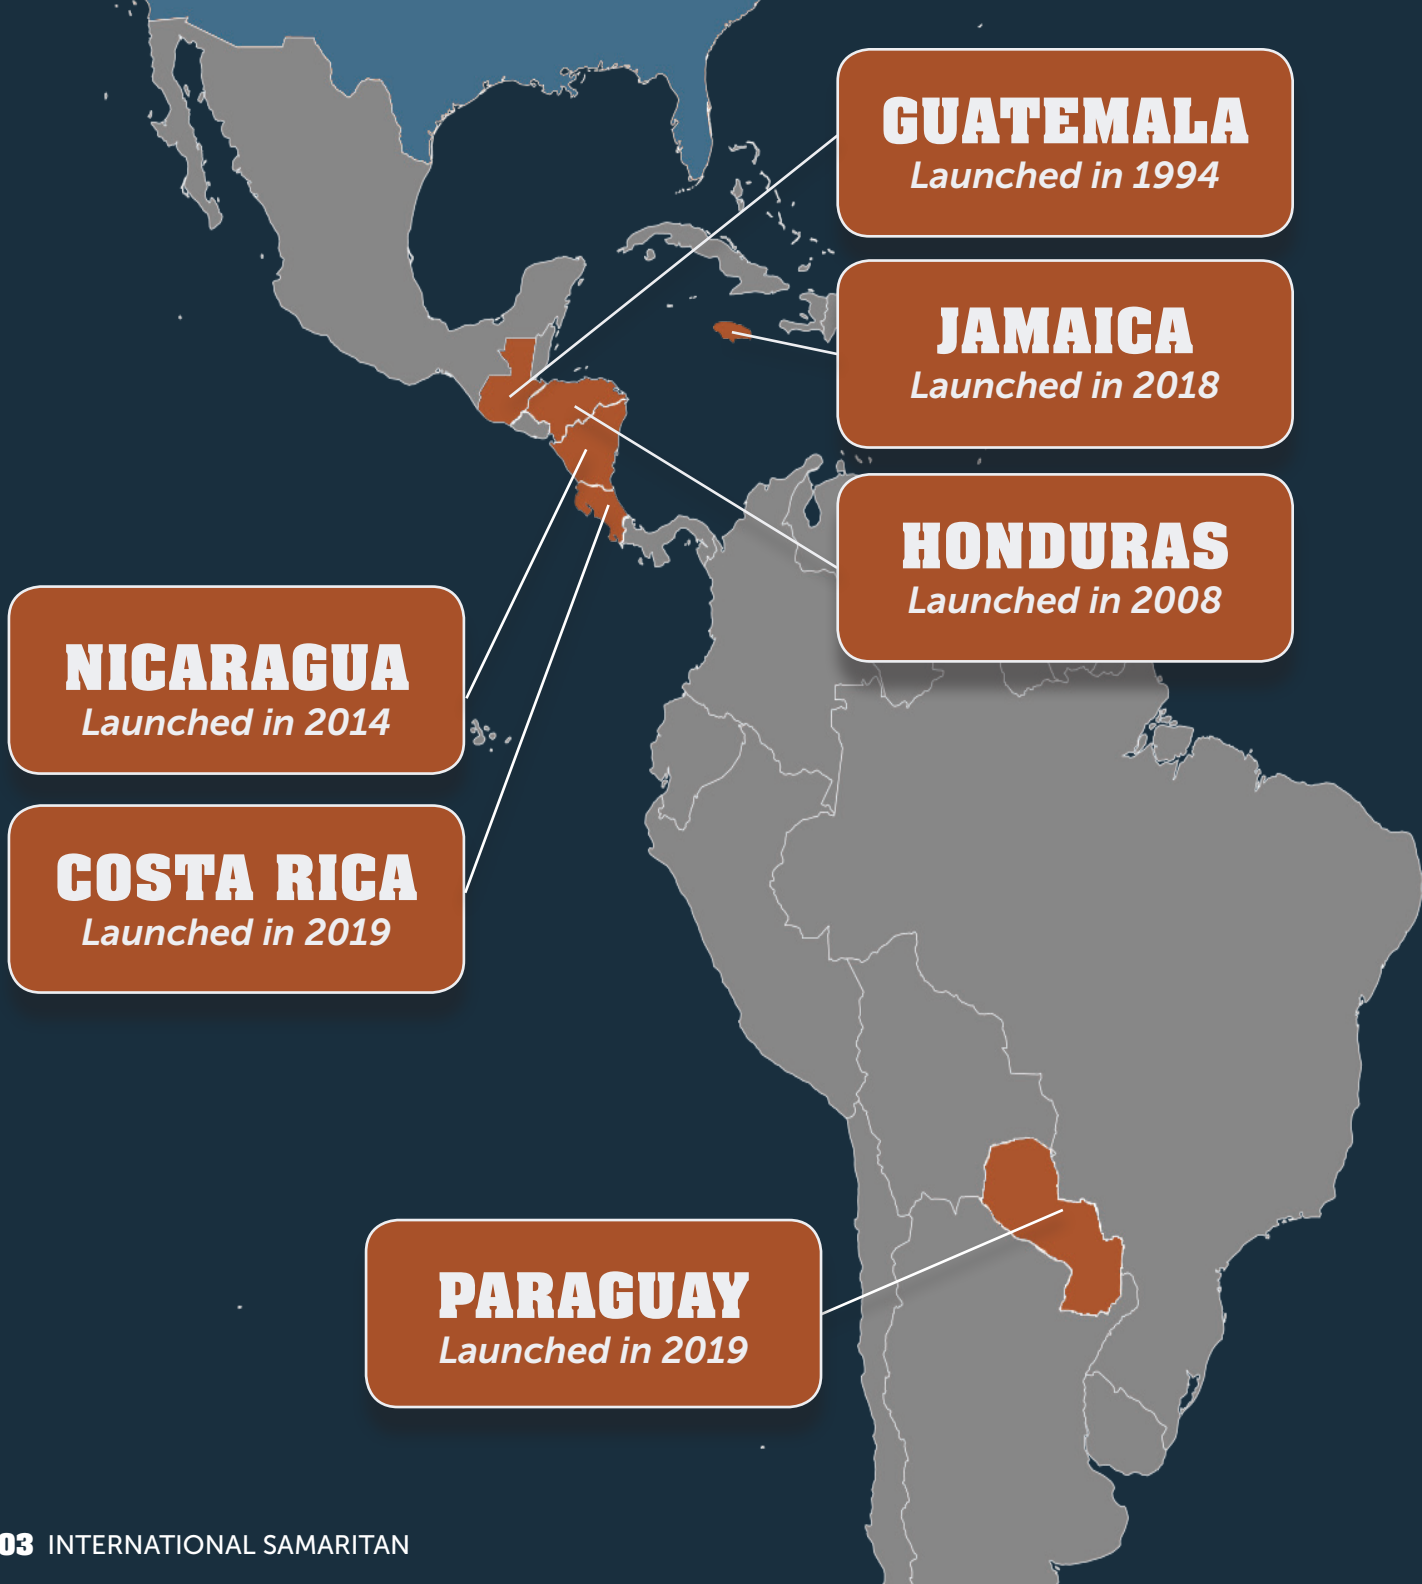 GUATEMALA
Launched in 1994
JAMAICA
Launched in 2018
HONDURAS
Launched in 2008
NICARAGUA
Launched in 2014
COSTA RICA
Launched in 2019
PARAGUAY
Launched in 2019
03 INTERNATIONAL SAMARITAN